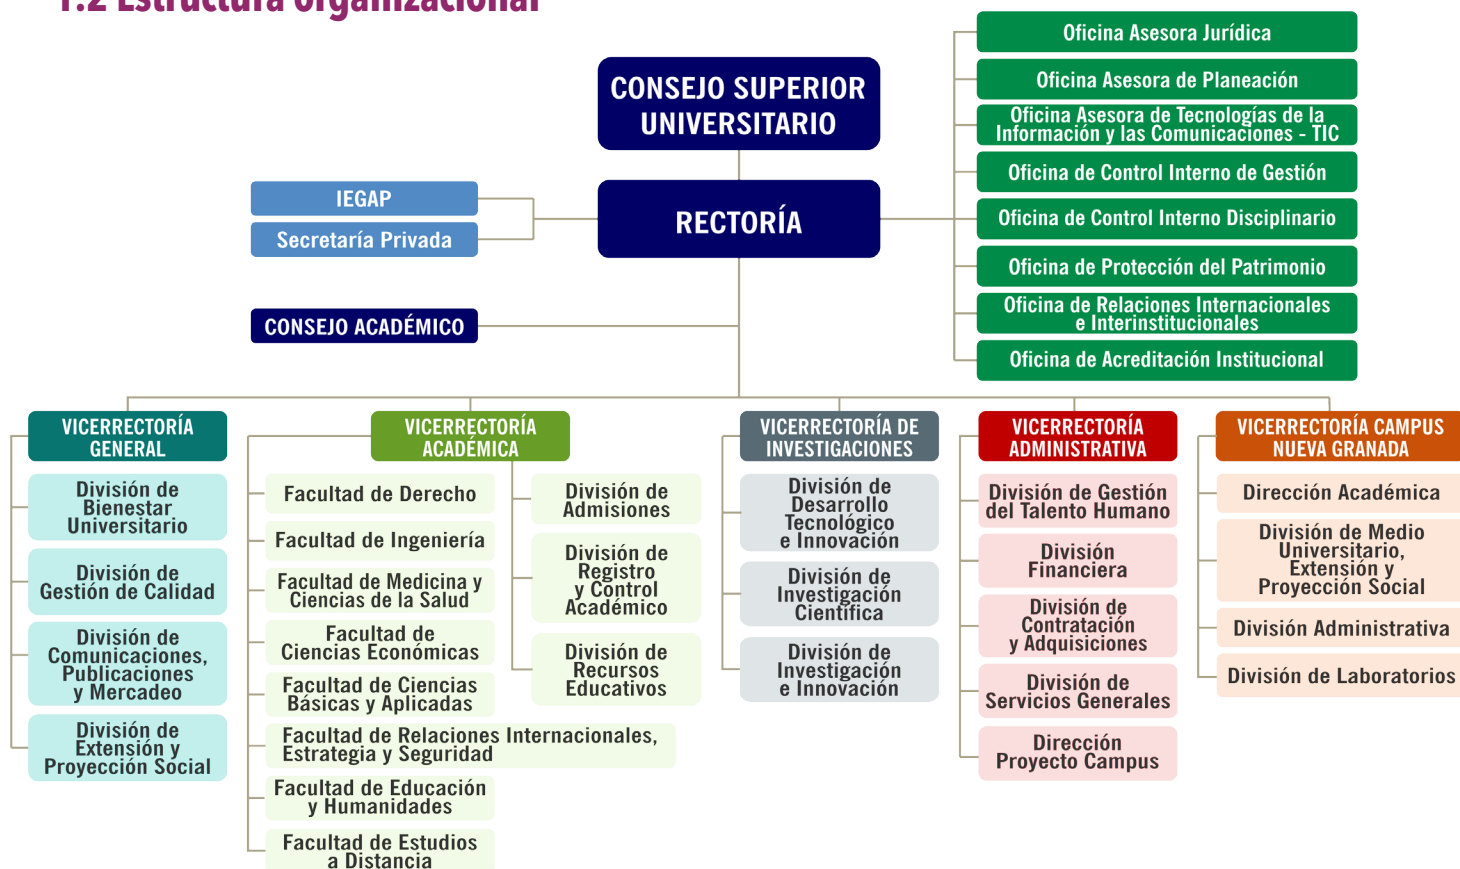 1.2 Estructura organizacional
CONSEJO SUPERIOR
UNIVERSITARIO
RECTORÍA
IEGAP
Secretaría Privada
CONSEJO ACADÉMICO
Oficina Asesora Jurídica
Oficina Asesora de Planeación
Oficina Asesora de Tecnologías de la
Información y las Comunicaciones - TIC
Oficina de Control Interno de Gestión
Oficina de Control Interno Disciplinario
Oficina de Protección del Patrimonio
Oficina de Relaciones Internacionales
e Interinstitucionales
Oficina de Acreditación Institucional
VICERRECTORÍA
GENERAL
División de
Bienestar
Universitario
División de
Gestión de Calidad
División de
Comunicaciones,
Publicaciones
y Mercadeo
División de
Extensión y
Proyección Social
VICERRECTORÍA
ACADÉMICA
Facultad de Derecho
Facultad de Ingeniería
Facultad de Medicina y
Ciencias de la Salud
Facultad de
Ciencias Económicas
Facultad de Ciencias
Básicas y Aplicadas
Facultad de Relaciones Internacionales,
Estrategia y Seguridad
Facultad de Educación
y Humanidades
Facultad de Estudios
a Distancia
División de
Admisiones
División de
Registro
y Control
Académico
División de
Recursos
Educativos
VICERRECTORÍA DE
INVESTIGACIONES
División de
Desarrollo
Tecnológico
e Innovación
División de
Investigación
Científica
División de
Investigación
e Innovación
VICERRECTORÍA
ADMINISTRATIVA
División de Gestión
del Talento Humano
División
Financiera
División de
Contratación
y Adquisiciones
División de
Servicios Generales
Dirección
Proyecto Campus
VICERRECTORÍA CAMPUS
NUEVA GRANADA
Dirección Académica
División de Medio
Universitario,
Extensión y
Proyección Social
División Administrativa
División de Laboratorios